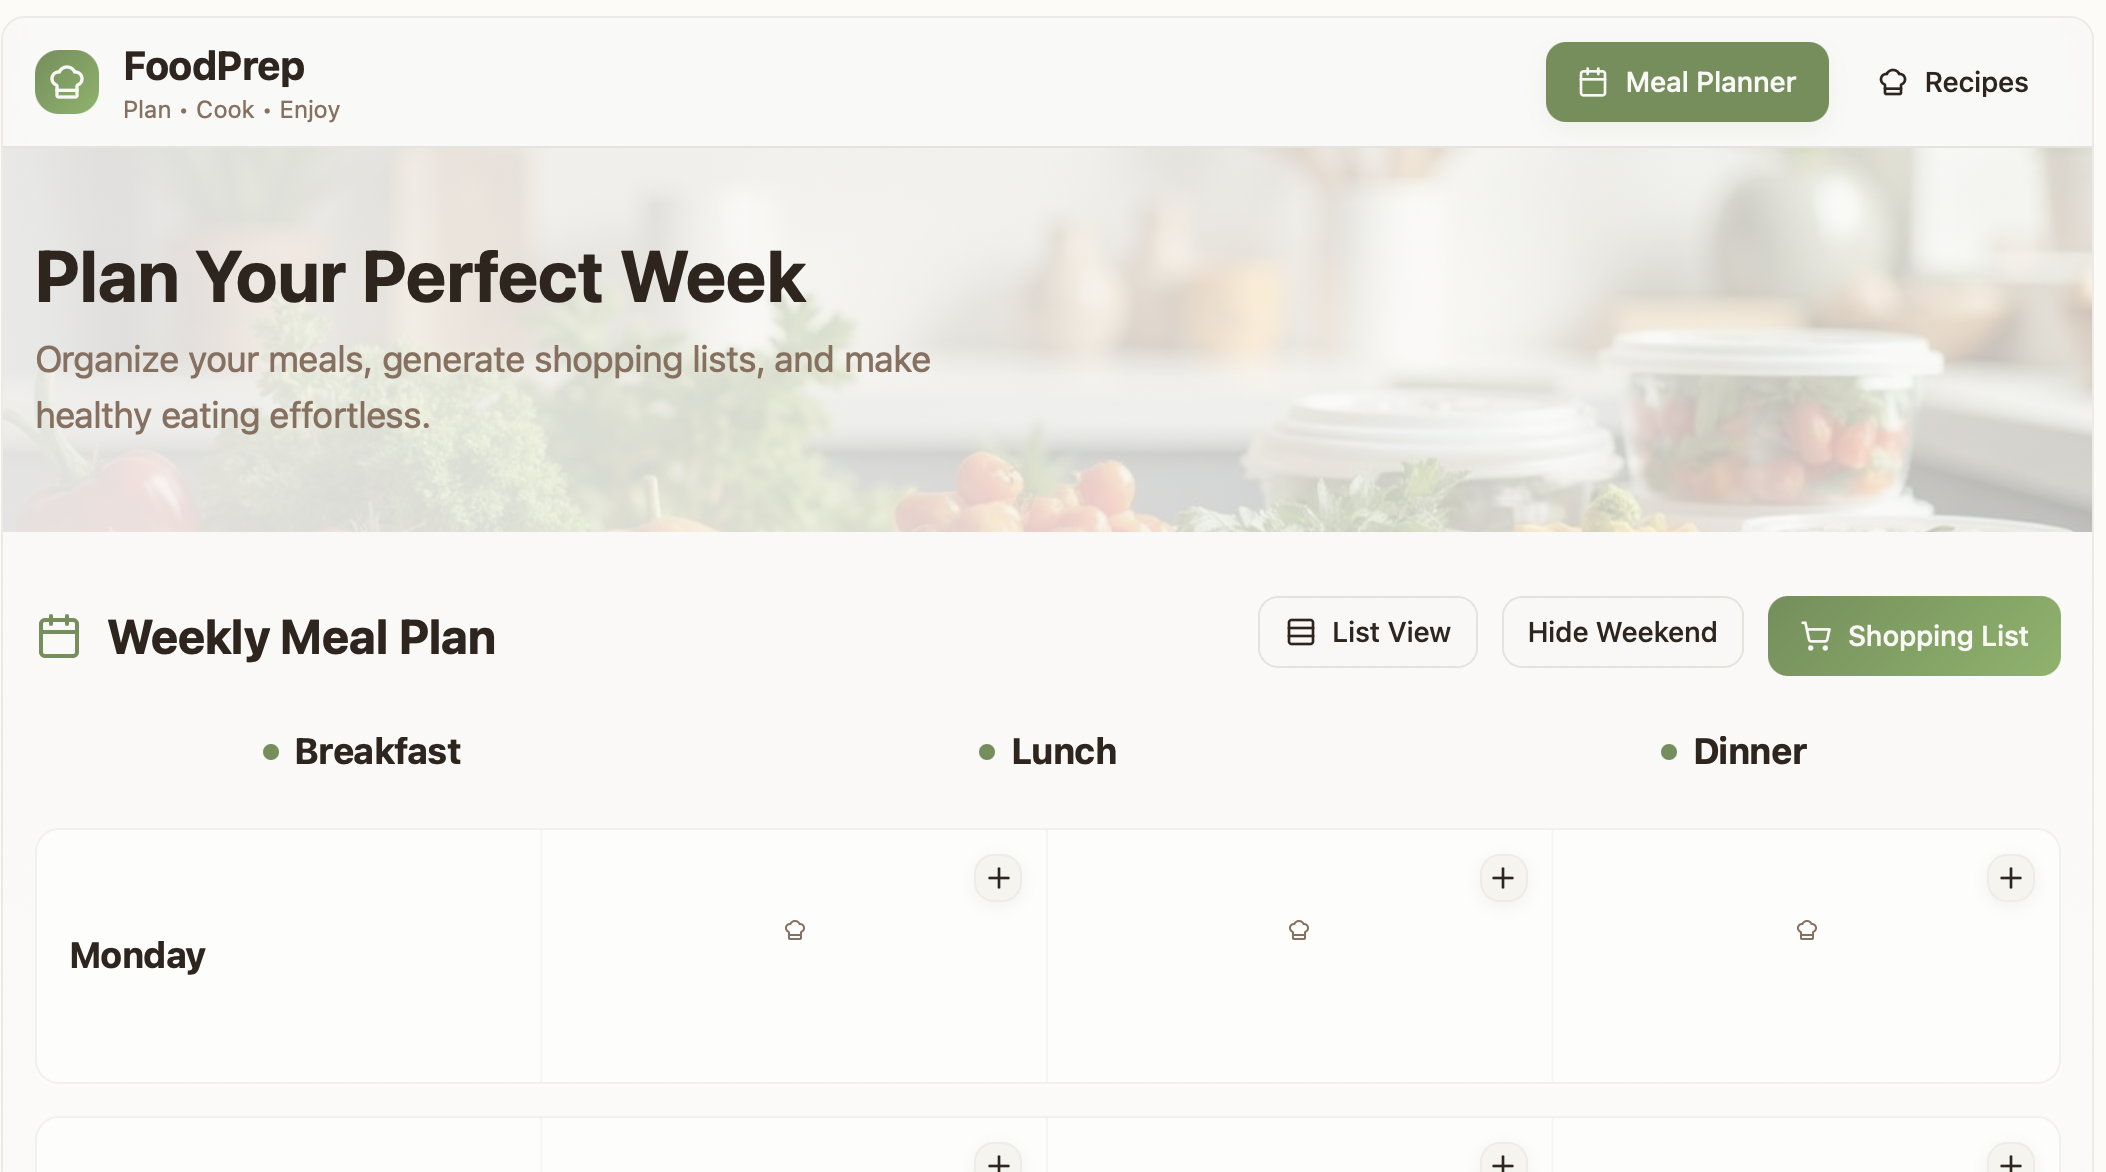 FoodPrep
Plan • Cook • Enjoy
Meal Planner
Recipes
Plan Your Perfect Week
Organize your meals, generate shopping lists, and make
healthy eating effortless.
Weekly Meal Plan
List View
Hide Weekend
Shopping List
Breakfast
Lunch
Dinner
Monday